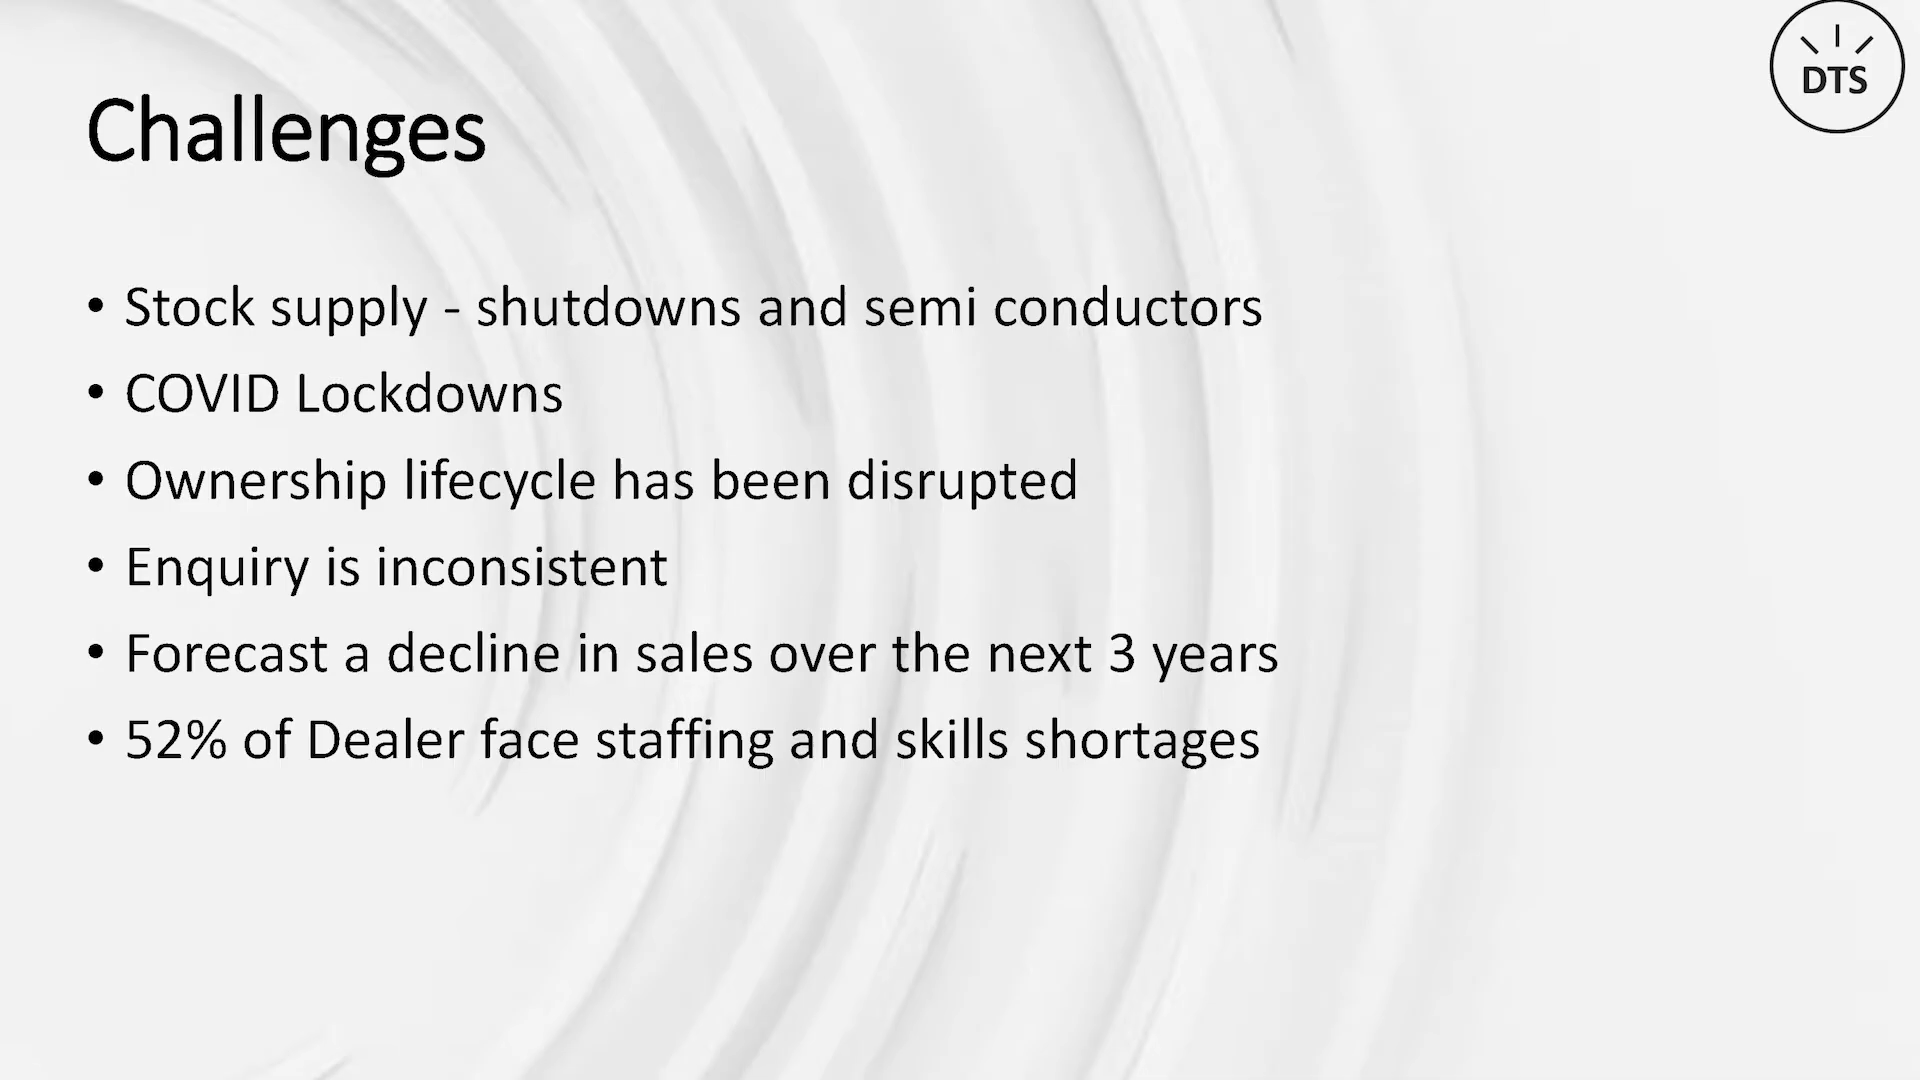 DTS
Challenges
• Stock supply - shutdowns and semi conductors
• COVID Lockdowns
• Ownership lifecycle has been disrupted
• Enquiry is inconsistent
• Forecast a decline in sales over the next 3 years
• 52% of Dealer face staffing and skills shortages